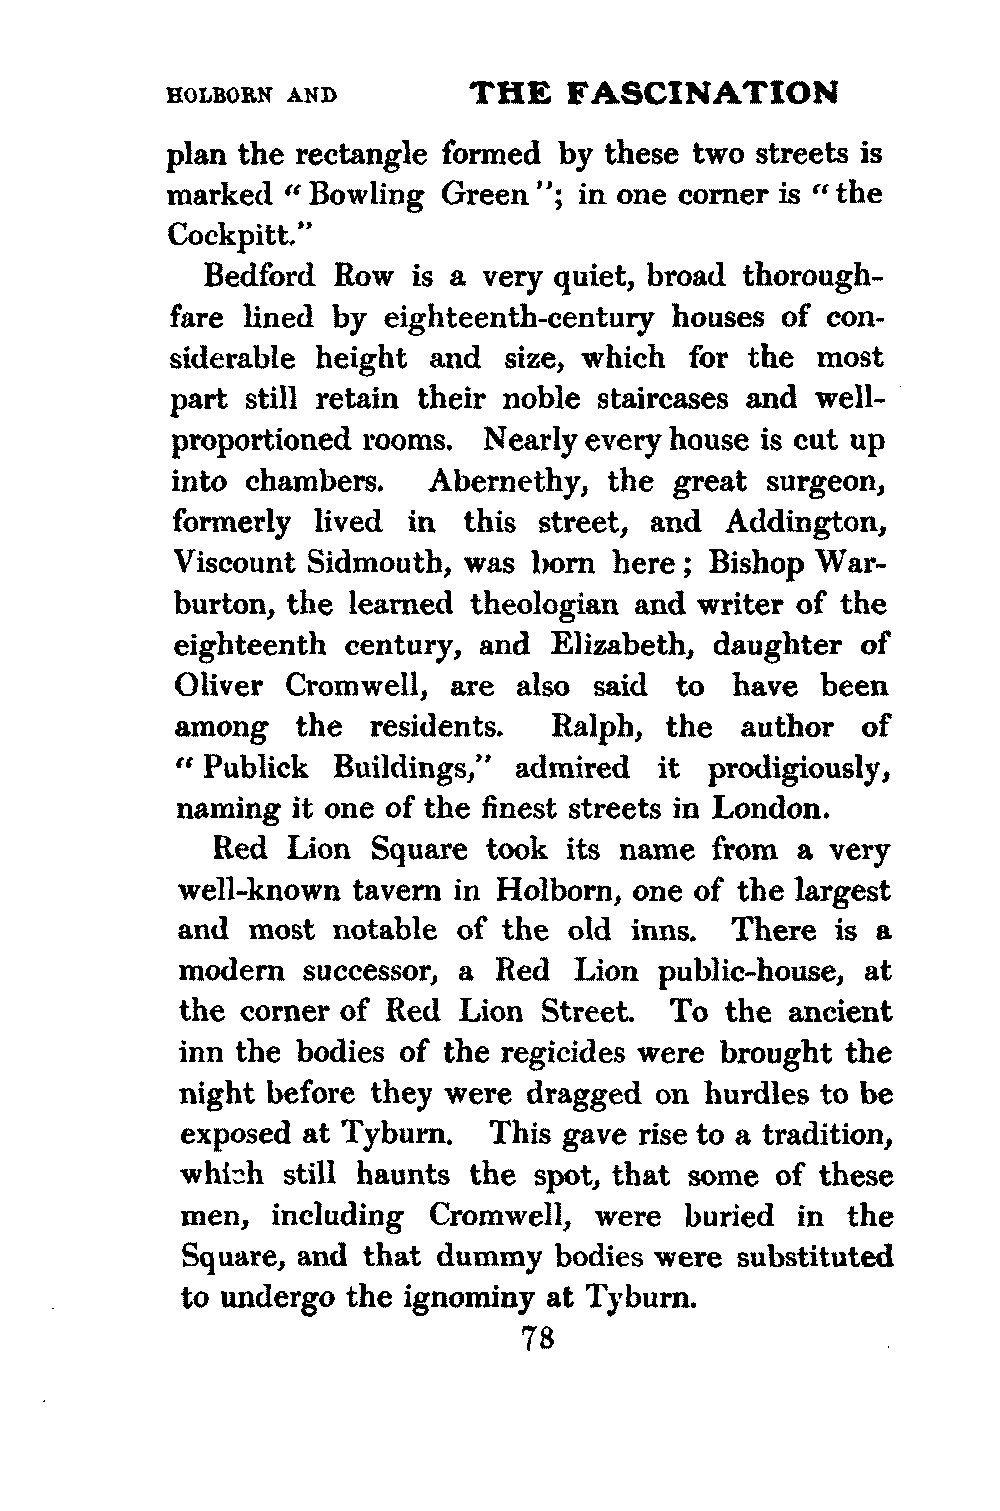 HOLBORN AND THE FASCINATION
plan the rectangle formed by these two streets is
marked “Bowling Green”; in one corner is “the
Cockpitt.”
Bedford Row is a very quiet, broad thorough-
fare lined by eighteenth-century houses of con-
siderable height and size, which for the most
part still retain their noble staircases and well-
proportioned rooms. Nearly every house is cut up
into chambers. Abernethy, the great surgeon,
formerly lived in this street, and Addington,
Viscount Sidmouth, was born here; Bishop War-
burton, the learned theologian and writer of the
eighteenth century, and Elizabeth, daughter of
Oliver Cromwell, are also said to have been
among the residents. Ralph, the author of
“Publick Buildings,” admired it prodigiously,
naming it one of the finest streets in London.
Red Lion Square took its name from a very
well-known tavern in Holborn, one of the largest
and most notable of the old inns. There is a
modern successor, a Red Lion public-house, at
the corner of Red Lion Street. To the ancient
inn the bodies of the regicides were brought the
night before they were dragged on hurdles to be
exposed at Tyburn. This gave rise to a tradition,
which still haunts the spot, that some of these
men, including Cromwell, were buried in the
Square, and that dummy bodies were substituted
to undergo the ignominy at Tyburn.
78